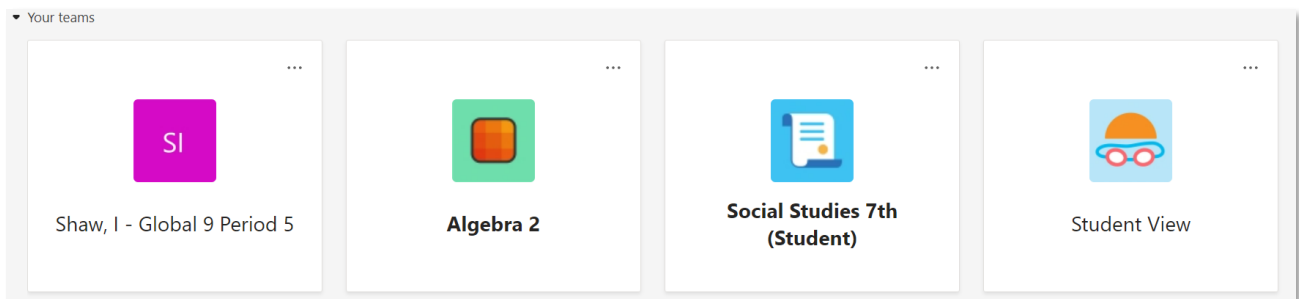 Your teams
...
...
...
...
SI
Shaw, I - Global 9 Period 5
Algebra 2
Social Studies 7th
(Student)
Student View